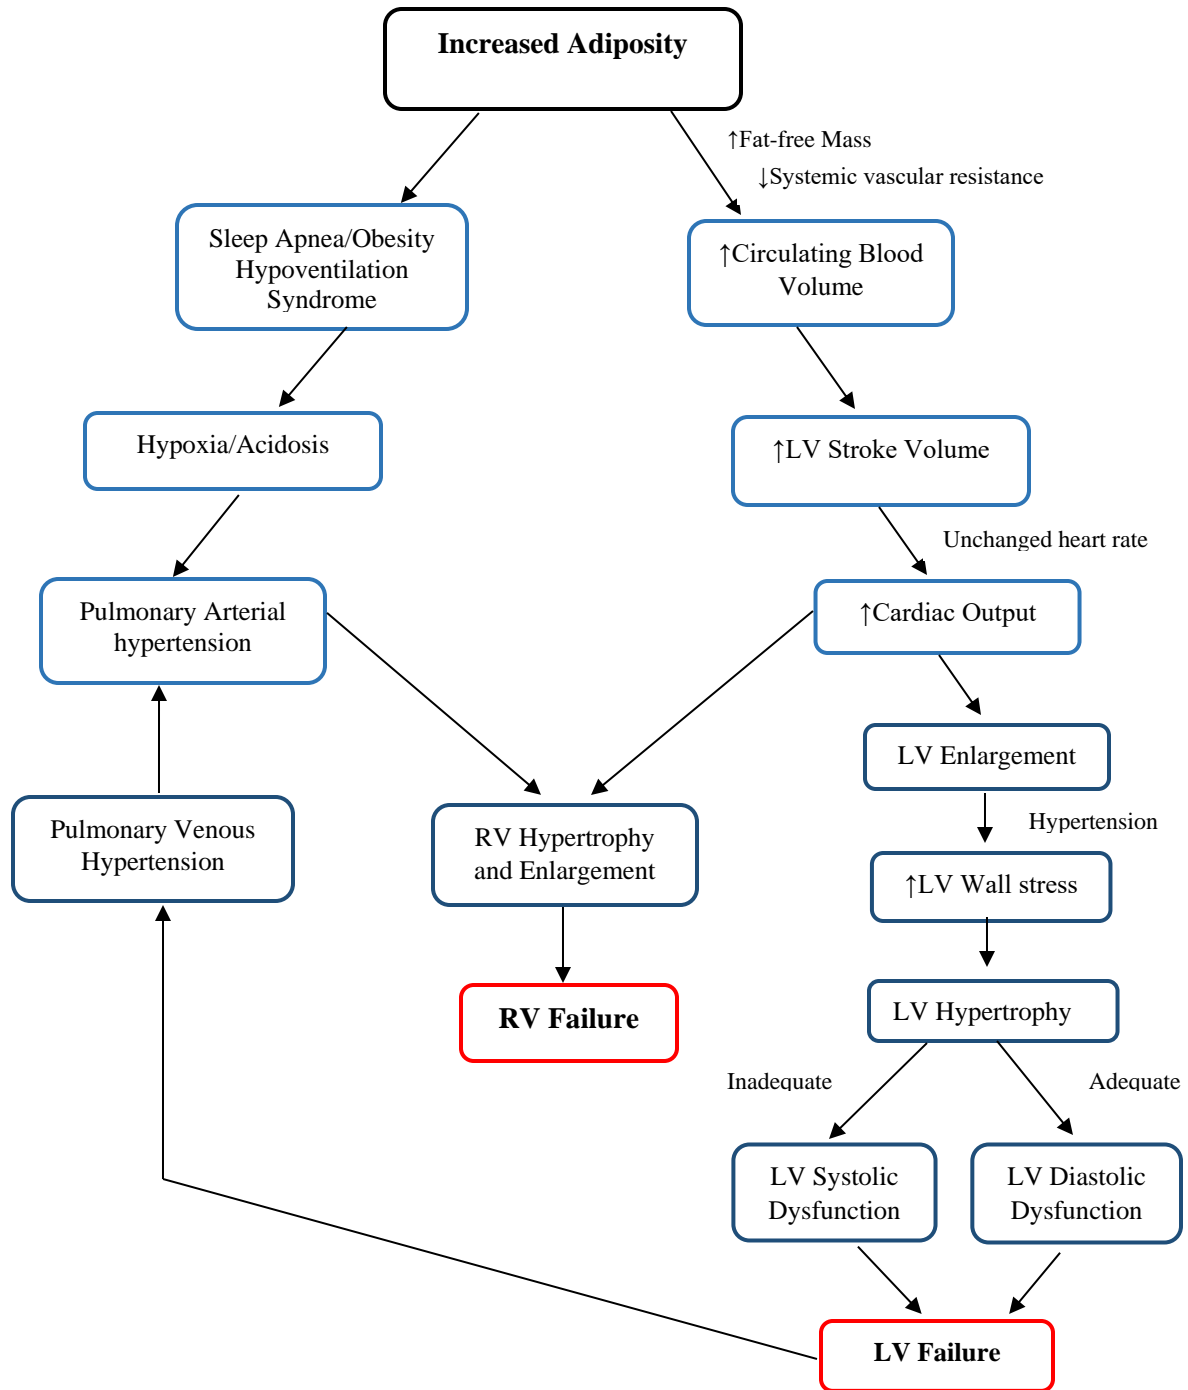 Increased Adiposity
↑Fat-free Mass
↓Systemic vascular resistance
Sleep Apnea/Obesity
Hypoventilation
Syndrome
↑Circulating Blood
Volume
Hypoxia/Acidosis
↑LV Stroke Volume
Unchanged heart rate
Pulmonary Arterial
hypertension
↑Cardiac Output
LV Enlargement
Hypertension
Pulmonary Venous
Hypertension
RV Hypertrophy
and Enlargement
↑LV Wall stress
RV Failure
LV Hypertrophy
Inadequate
Adequate
LV Systolic
Dysfunction
LV Diastolic
Dysfunction
LV Failure